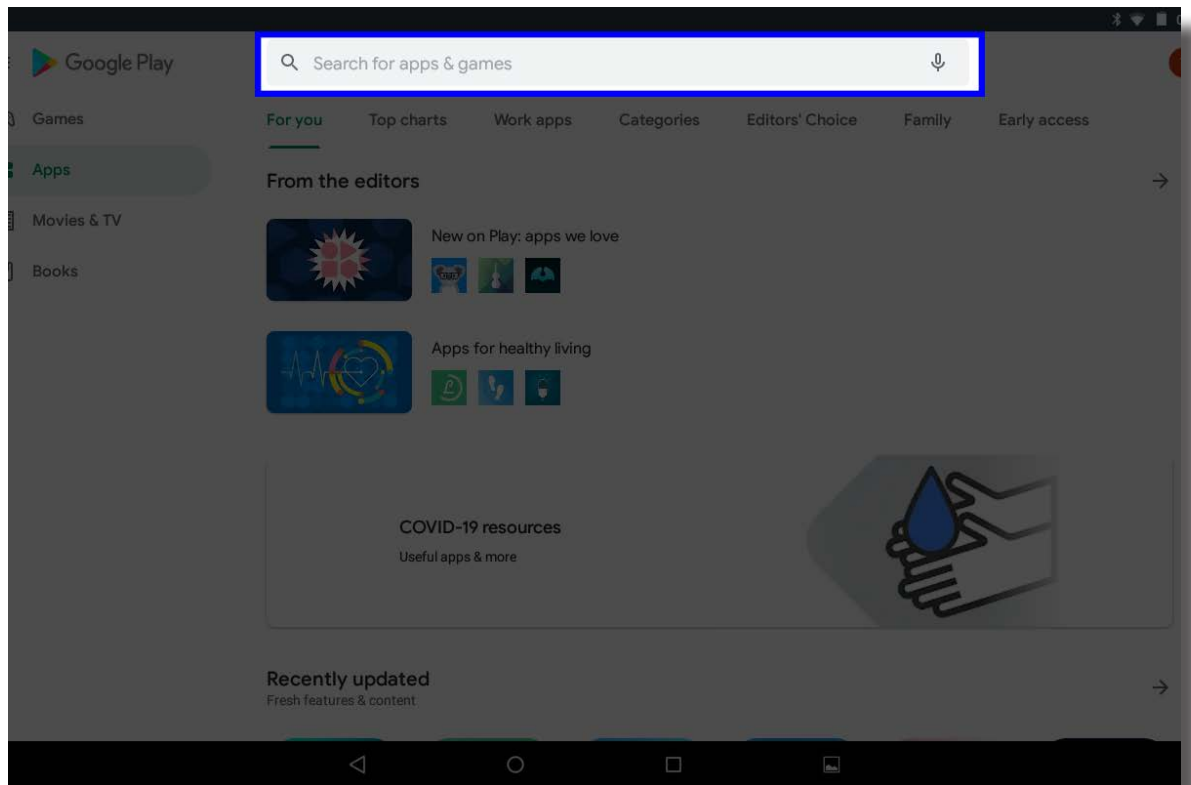 Google Play
Search for apps & games
Games
Apps
Movies & TV
Books
For you Top charts Work apps Categories Editors' Choice Family Early access
From the editors
New on Play: apps we love
Apps for healthy living
COVID-19 resources
Useful apps & more
Recently updated
Fresh features & content